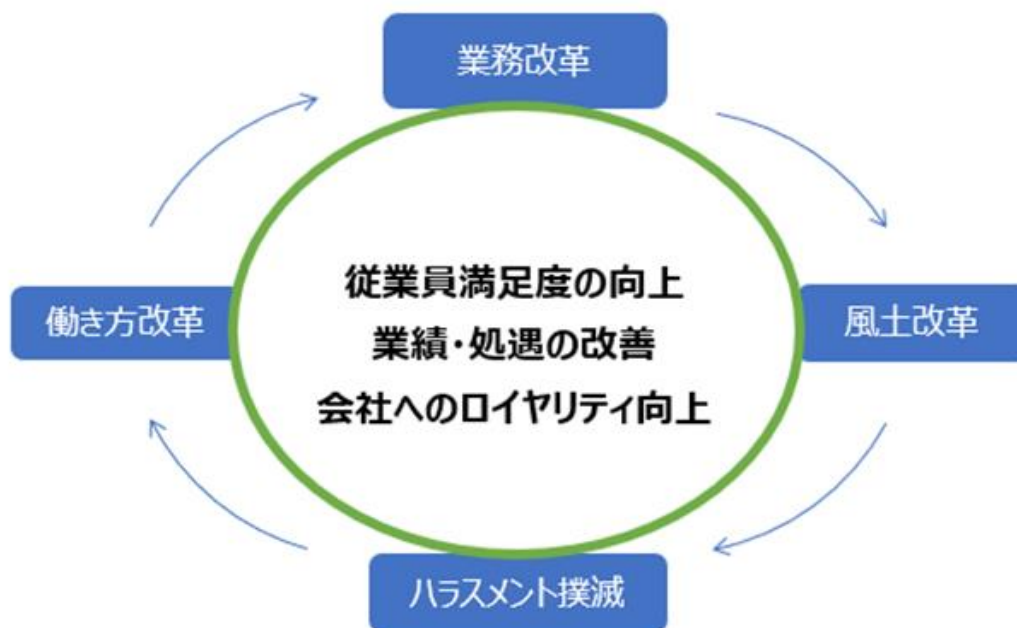 業務改革
働き方改革
従業員満足度の向上
業績・処遇の改善
会社へのロイヤリティ向上
風土改革
ハラスメント撲滅